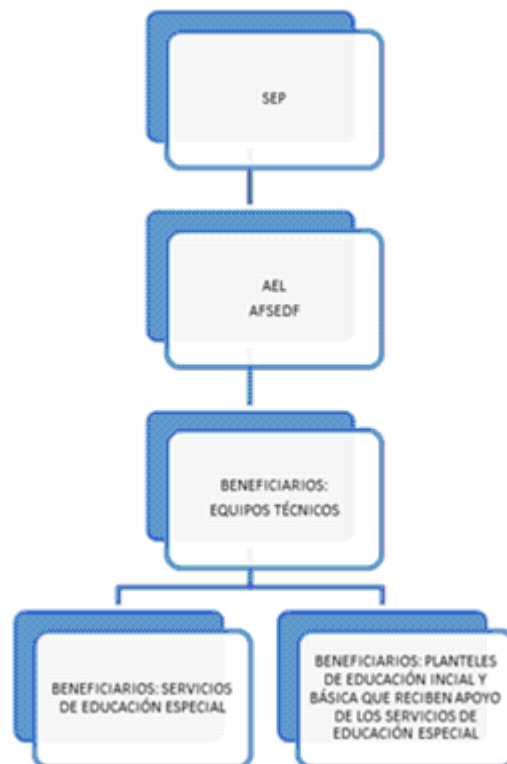 SEP
AEL
AFSEDF
BENEFICIARIOS:
EQUIPOS TÉCNICOS
BENEFICIARIOS: SERVICIOS
DE EDUCACIÓN ESPECIAL
BENEFICIARIOS: PLANTELES
DE EDUCACIÓN INCIAL Y
BÁSICA QUE RECIBEN APOYO
DE LOS SERVICIOS DE
EDUCACIÓN ESPECIAL